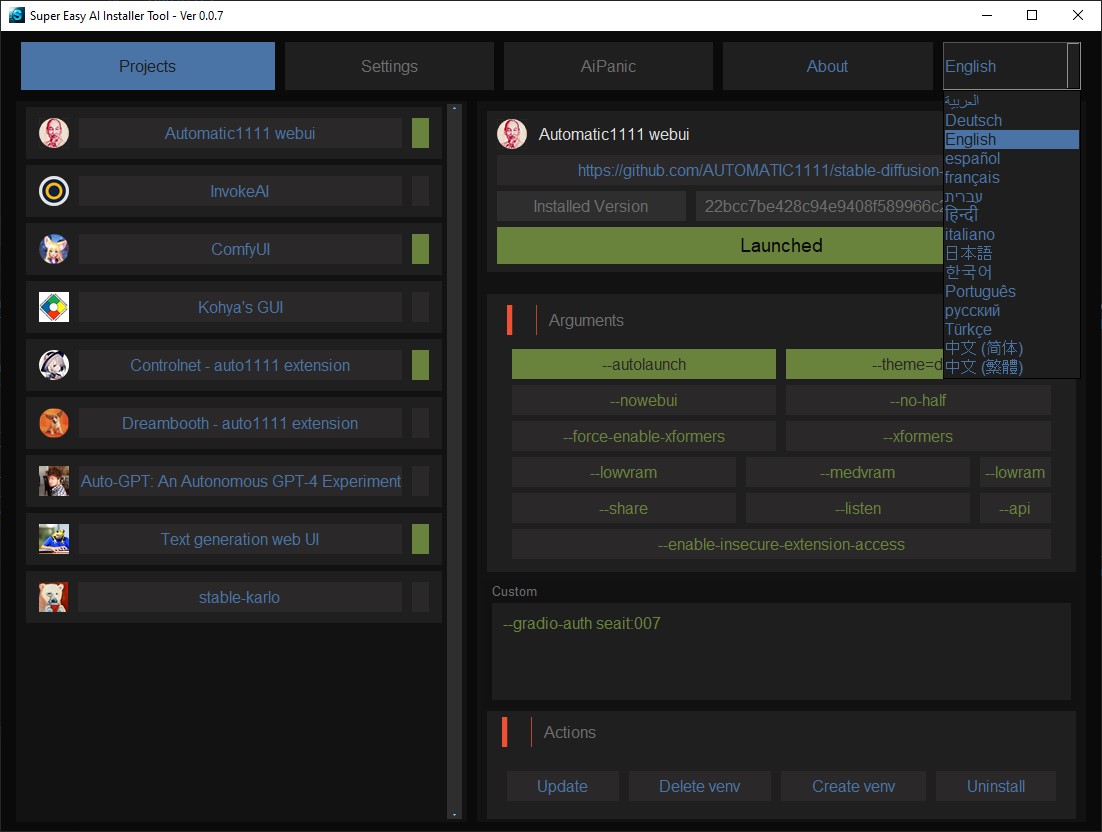 Super Easy AI Installer Tool - Ver 0.0.7
Projects
Settings
AiPanic
About
English
العربية
Deutsch
English
español
français
עברית
हिन्दी
italiano
日本語
한국어
Português
русский
Türkçe
中文 (简体)
中文 (繁體)
Automatic1111 webui
InvokeAI
ComfyUI
Kohya's GUI
Controlnet - auto1111 extension
Dreambooth - auto1111 extension
Auto-GPT: An Autonomous GPT-4 Experiment
Text generation web UI
stable-karlo
Automatic1111 webui
https://github.com/AUTOMATIC1111/stable-diffusion-
Installed Version
22bcc7be428c94e9408f589966c2
Launched
Arguments
--autolaunch
--theme=d
--nowebui
--no-half
--force-enable-xformers
--xformers
--lowvram
--medvram
--lowram
--share
--listen
--api
--enable-insecure-extension-access
Custom
--gradio-auth seait:007
Actions
Update
Delete venv
Create venv
Uninstall